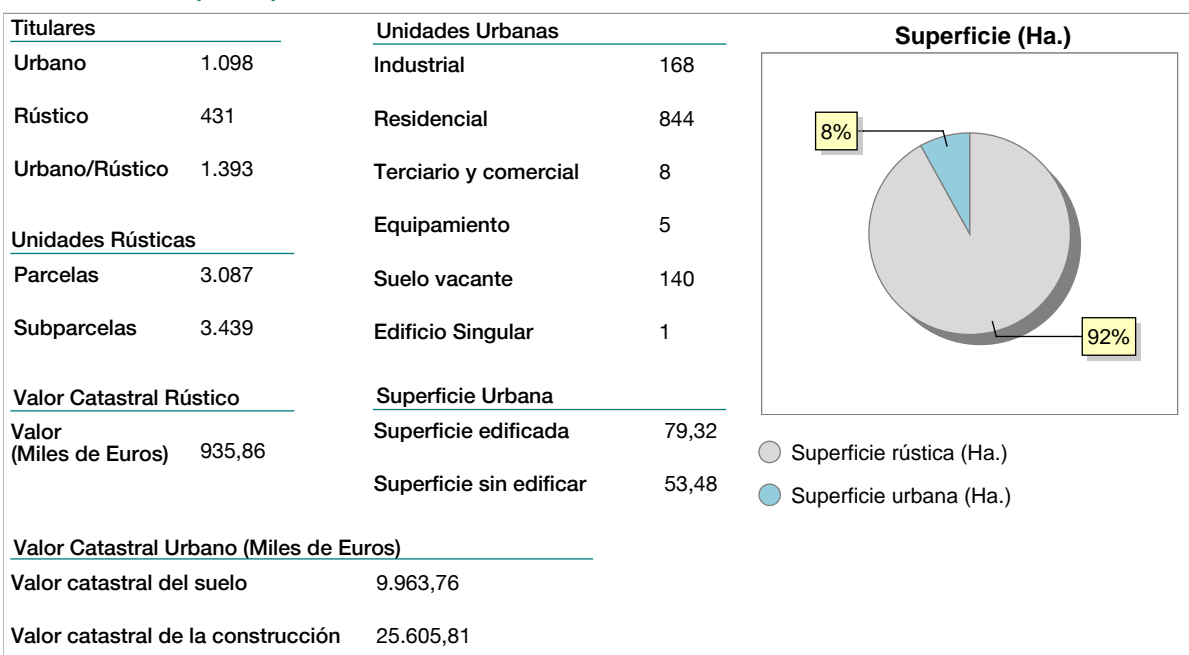 Titulares
Urbano 1.098
Rústico 431
Urbano/Rústico 1.393
Unidades Rústicas
Parcelas 3.087
Subparcelas 3.439
Valor Catastral Rústico
Valor
(Miles de Euros) 935,86
Unidades Urbanas
Industrial 168
Residencial 844
Terciario y comercial 8
Equipamiento 5
Suelo vacante 140
Edificio Singular 1
Superficie Urbana
Superficie edificada 79,32
Superficie sin edificar 53,48
Superficie (Ha.)
8%
92%
Superficie rústica (Ha.)
Superficie urbana (Ha.)
Valor Catastral Urbano (Miles de Euros)
Valor catastral del suelo 9.963,76
Valor catastral de la construcción 25.605,81